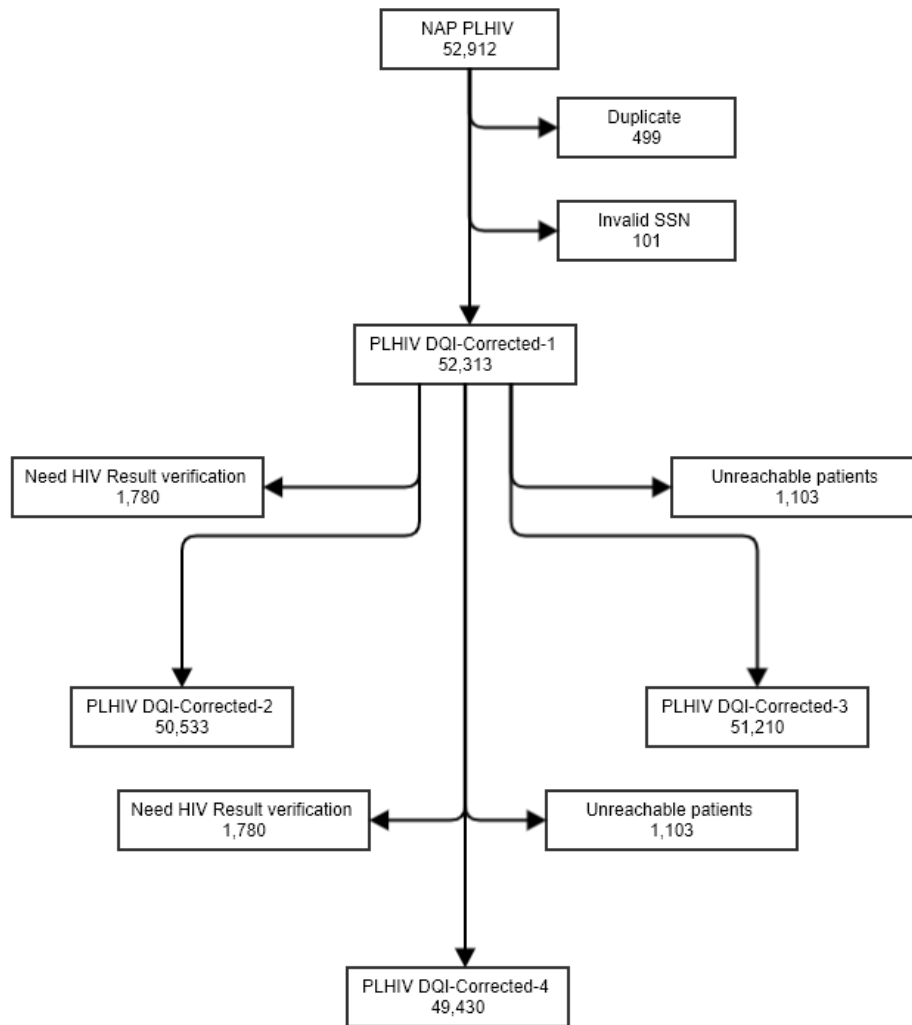 NAP PLHIV
52,912
Duplicate
499
Invalid SSN
101
PLHIV DQI-Corrected-1
52,313
Need HIV Result verification
1,780
Unreachable patients
1,103
PLHIV DQI-Corrected-2
50,533
PLHIV DQI-Corrected-3
51,210
Need HIV Result verification
1,780
Unreachable patients
1,103
PLHIV DQI-Corrected-4
49,430